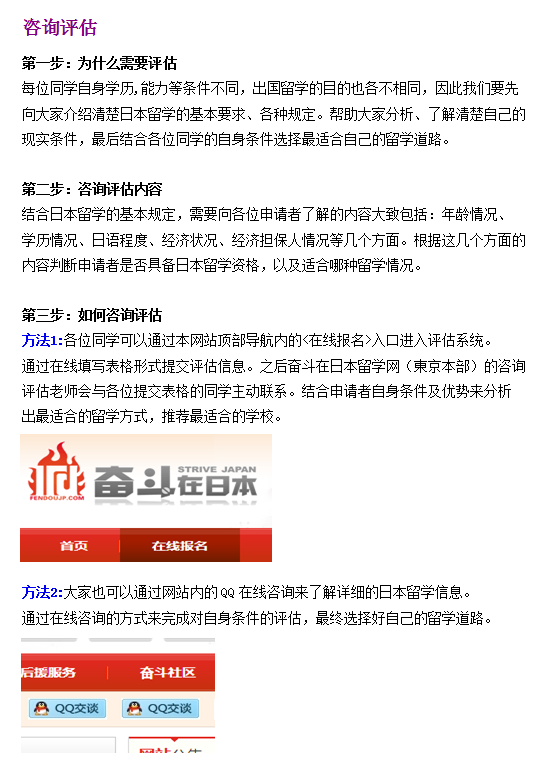 咨询评估
第一步：为什么需要评估
每位同学自身学历,能力等条件不同，出国留学的目的也各不相同，因此我们要先
向大家介绍清楚日本留学的基本要求、各种规定。帮助大家分析、了解清楚自己的
现实条件，最后结合各位同学的自身条件选择最适合自己的留学道路。
第二步：咨询评估内容
结合日本留学的基本规定，需要向各位申请者了解的内容大致包括：年龄情况、
学历情况、日语程度、经济状况、经济担保人情况等几个方面。根据这几个方面的
内容判断申请者是否具备日本留学资格，以及适合哪种留学情况。
第三步：如何咨询评估
方法1:各位同学可以通过本网站顶部导航内的<在线报名>入口进入评估系统。
通过在线填写表格形式提交评估信息。之后奋斗在日本留学网（東京本部）的咨询
评估老师会与各位提交表格的同学主动联系。结合申请者自身条件及优势来分析
出最适合的留学方式，推荐最适合的学校。
STRIVE JAPAN
奋斗在日本
FENDOUJP.COM
首页 在线报名
方法2:大家也可以通过网站内的QQ在线咨询来了解详细的日本留学信息。
通过在线咨询的方式来完成对自身条件的评估，最终选择好自己的留学道路。
后援服务 奋斗社区
QQ交谈 QQ交谈
网站公告